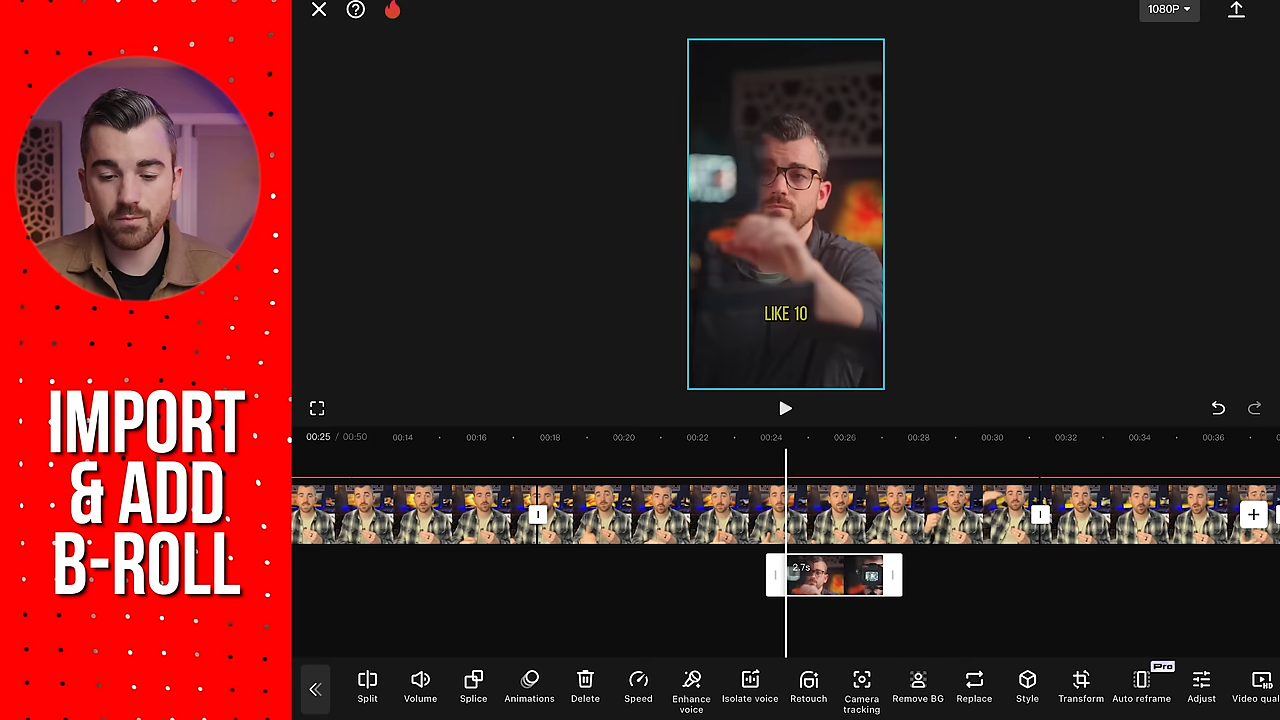 1080P
LIKE 10
IMPORT
& ADD
B-ROLL
00:25 / 00:50 00:14 00:16 00:18 00:20 00:22 00:24 00:26 00:28 00:30 00:32 00:34 00:36
2.7s
Pro
Split Volume Splice Animations Delete Speed Enhance voice Isolate voice Retouch Camera tracking Remove BG Replace Style Transform Auto reframe Adjust Video qua
HD